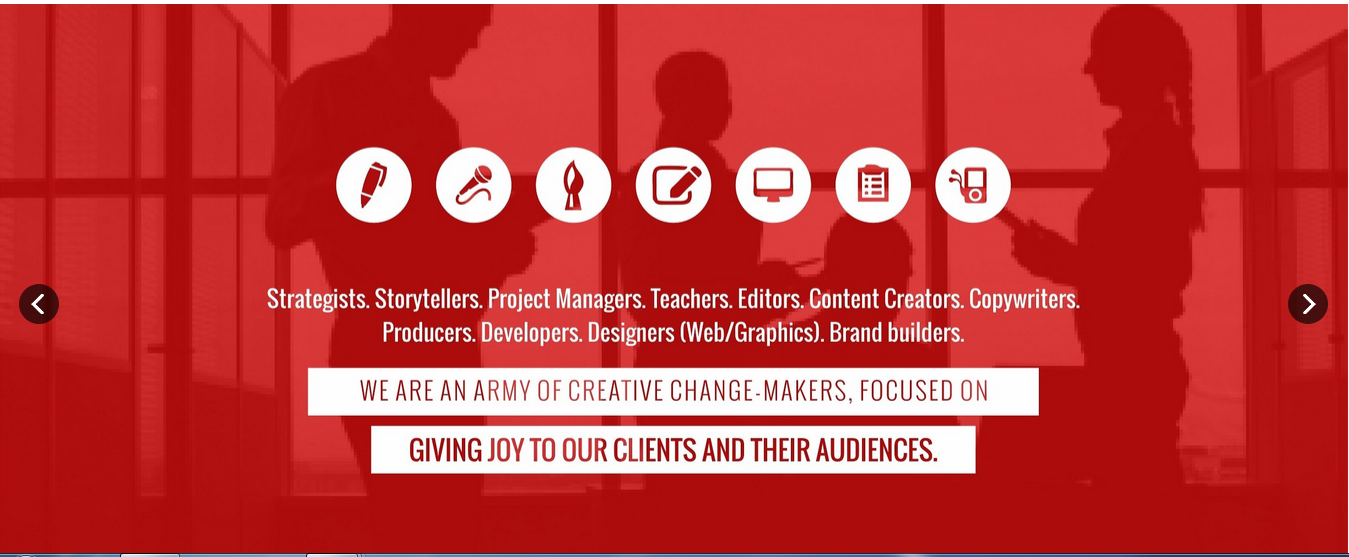 Strategists. Storytellers. Project Managers. Teachers. Editors. Content Creators. Copywriters.
Producers. Developers. Designers (Web/Graphics). Brand builders.
WE ARE AN ARMY OF CREATIVE CHANGE-MAKERS, FOCUSED ON
GIVING JOY TO OUR CLIENTS AND THEIR AUDIENCES.